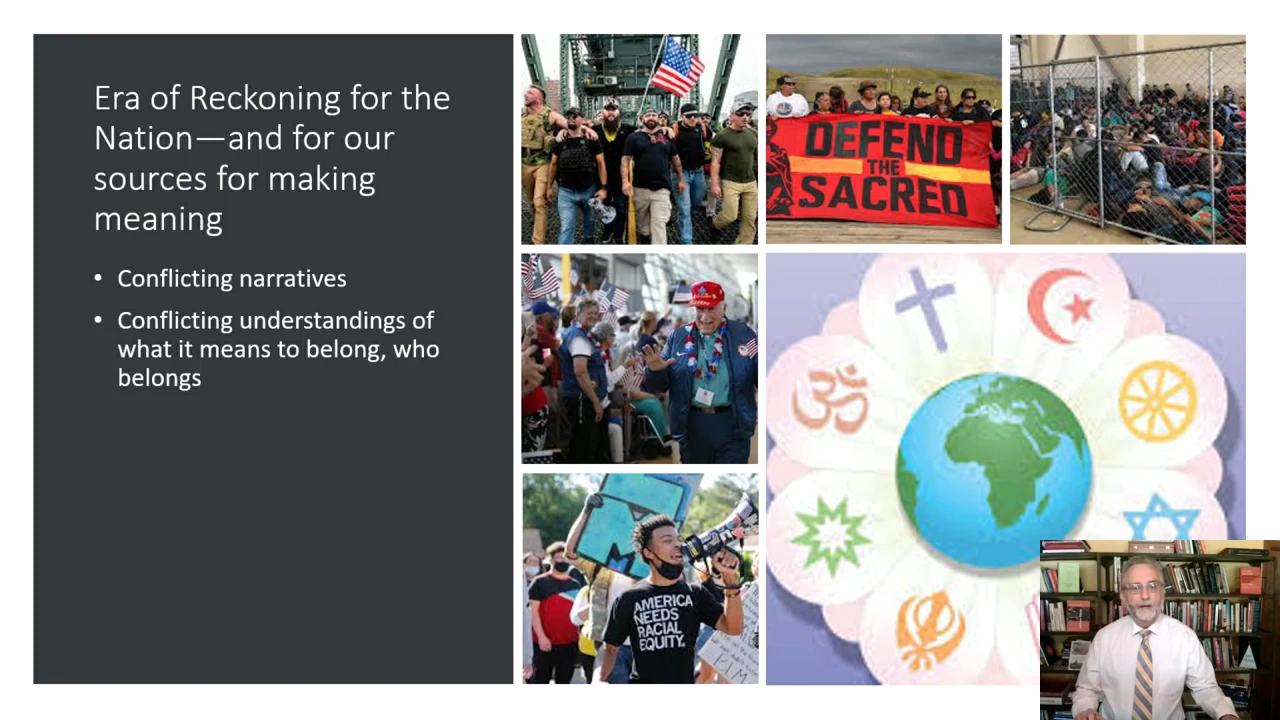 Era of Reckoning for the
Nation—and for our
sources for making
meaning
• Conflicting narratives
• Conflicting understandings of
what it means to belong, who
belongs
DEFEND
THE
SACRED
AMERICA
NEEDS
RACIAL
EQUITY.